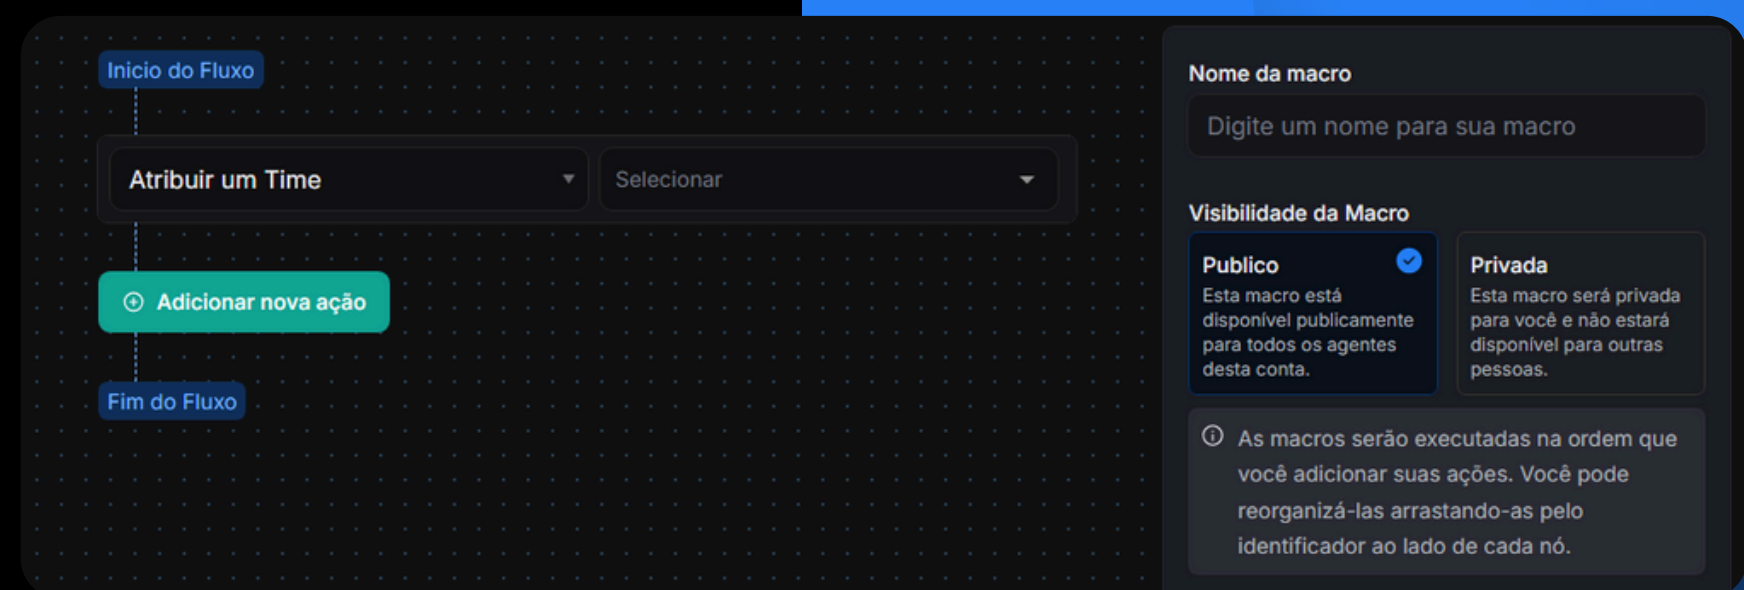 Inicio do Fluxo
Atribuir um Time
Selecionar
Adicionar nova ação
Fim do Fluxo
Nome da macro
Digite um nome para sua macro
Visibilidade da Macro
Publico
Esta macro está
disponível publicamente
para todos os agentes
desta conta.
Privada
Esta macro será privada
para você e não estará
disponível para outras
pessoas.
As macros serão executadas na ordem que
você adicionar suas ações. Você pode
reorganizá-las arrastando-as pelo
identificador ao lado de cada nó.